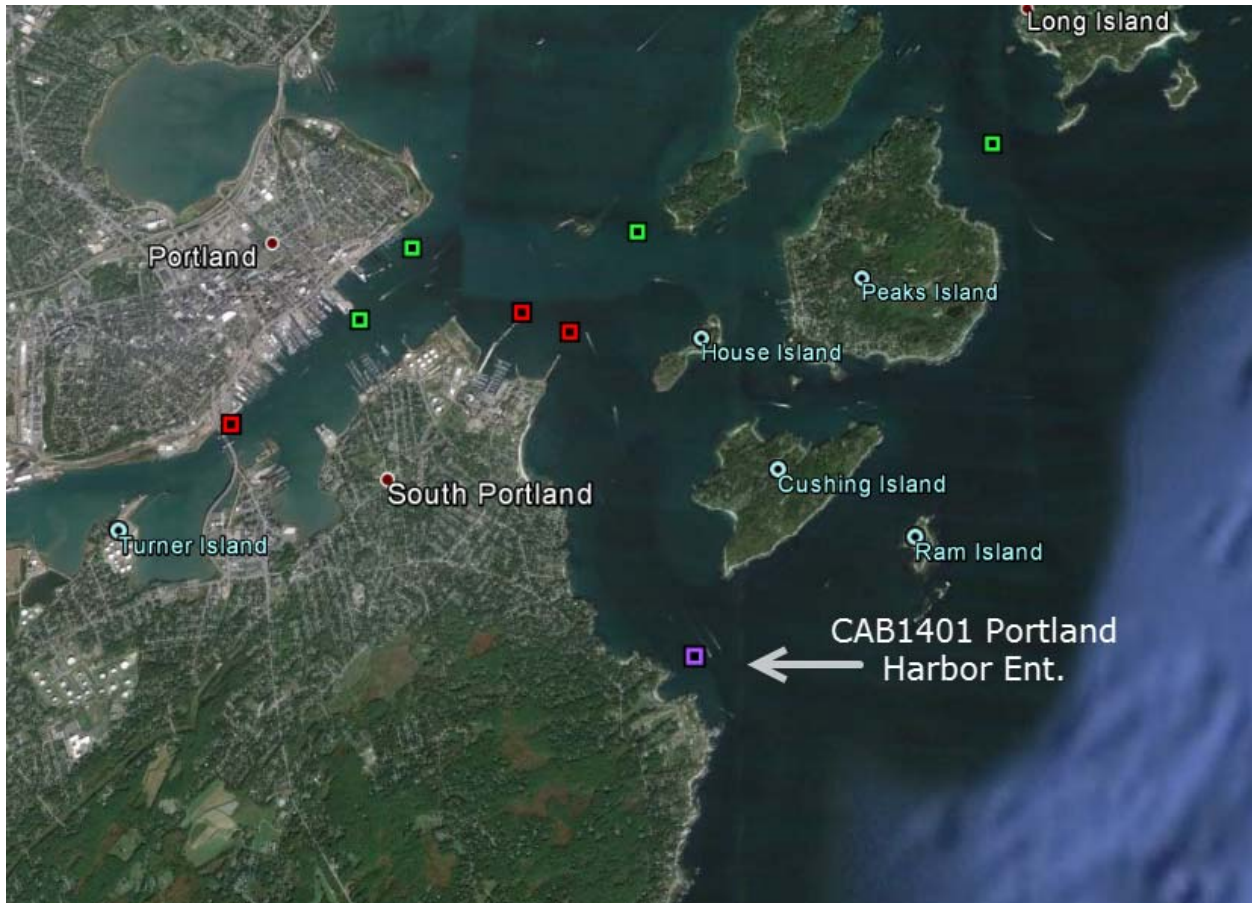 Long Island
Portland
Peaks Island
House Island
South Portland
Cushing Island
Turner Island
Ram Island
CAB1401 Portland
Harbor Ent.